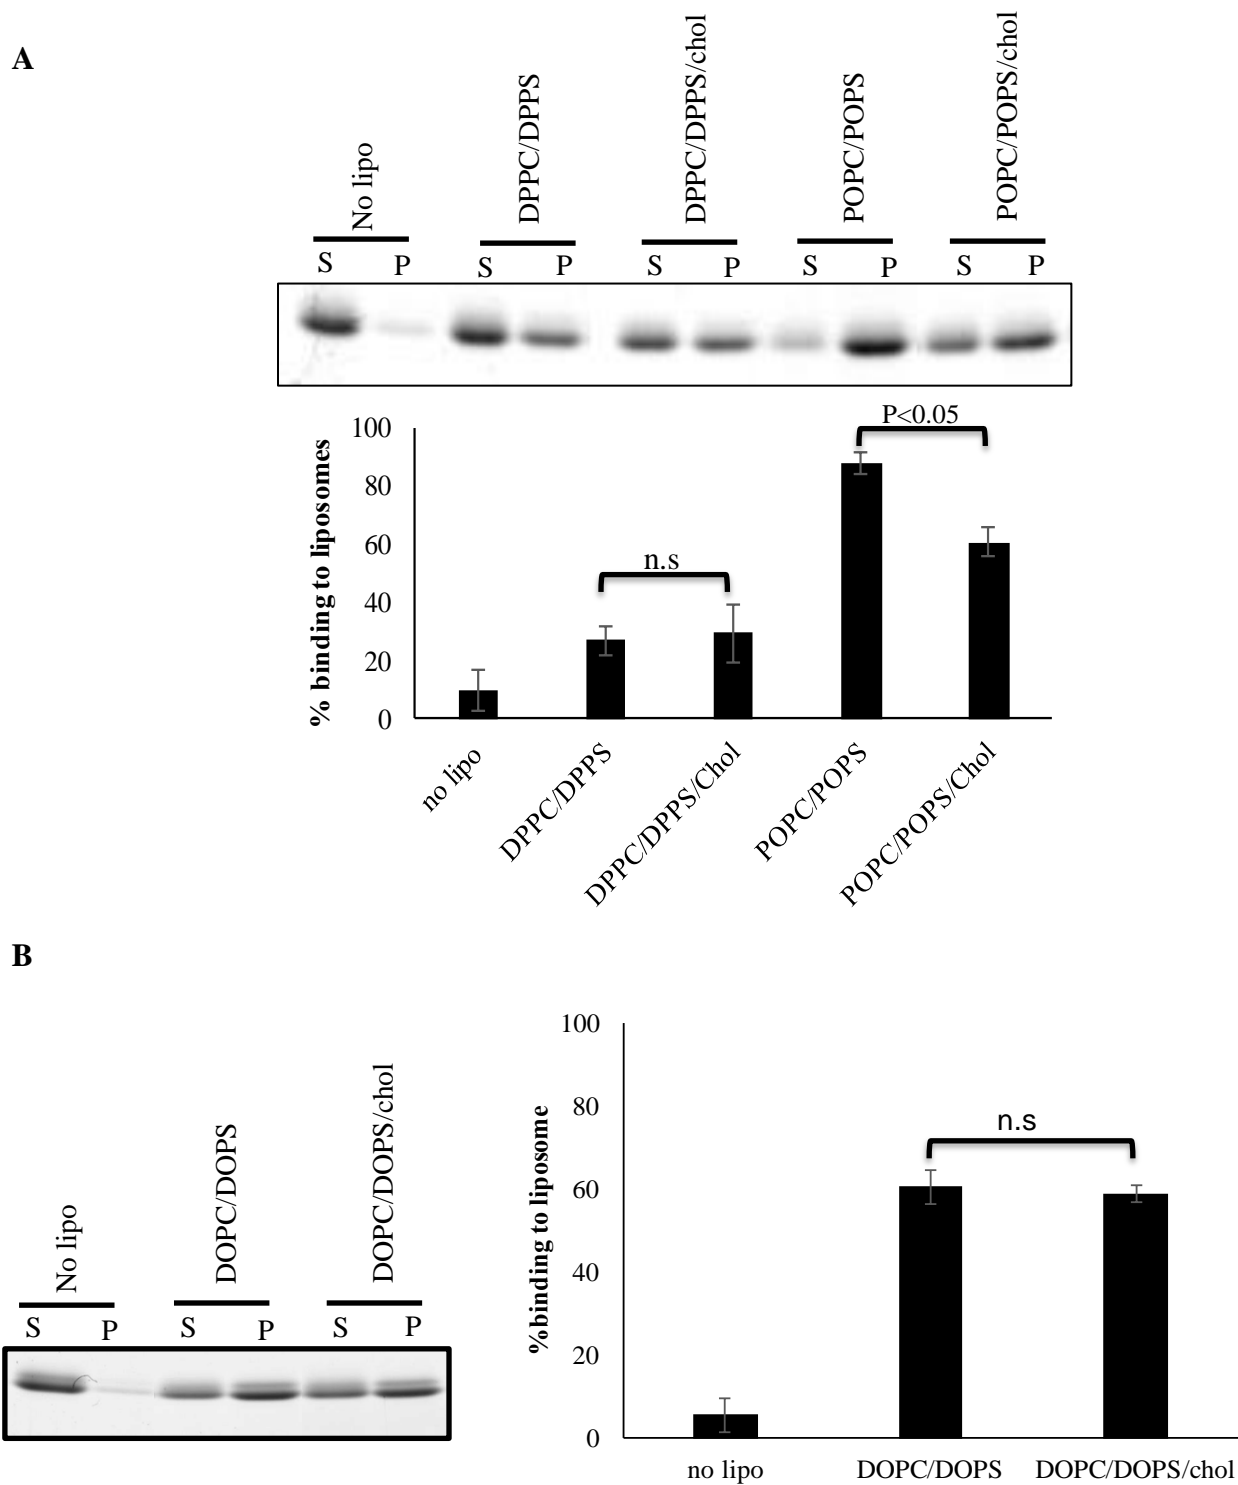 A
No lipo
DPPC/DPPS
DPPC/DPPS/chol
POPC/POPS
POPC/POPS/chol
S P S P S P S P S P
% binding to liposomes
100
80
60
40
20
0
n.s
P<0.05
no lipo
DPPC/DPPS
DPPC/DPPS/Chol
POPC/POPS
POPC/POPS/Chol
B
No lipo
DOPC/DOPS
DOPC/DOPS/chol
S P S P S P
%binding to liposome
100
80
60
40
20
0
n.s
no lipo
DOPC/DOPS
DOPC/DOPS/chol